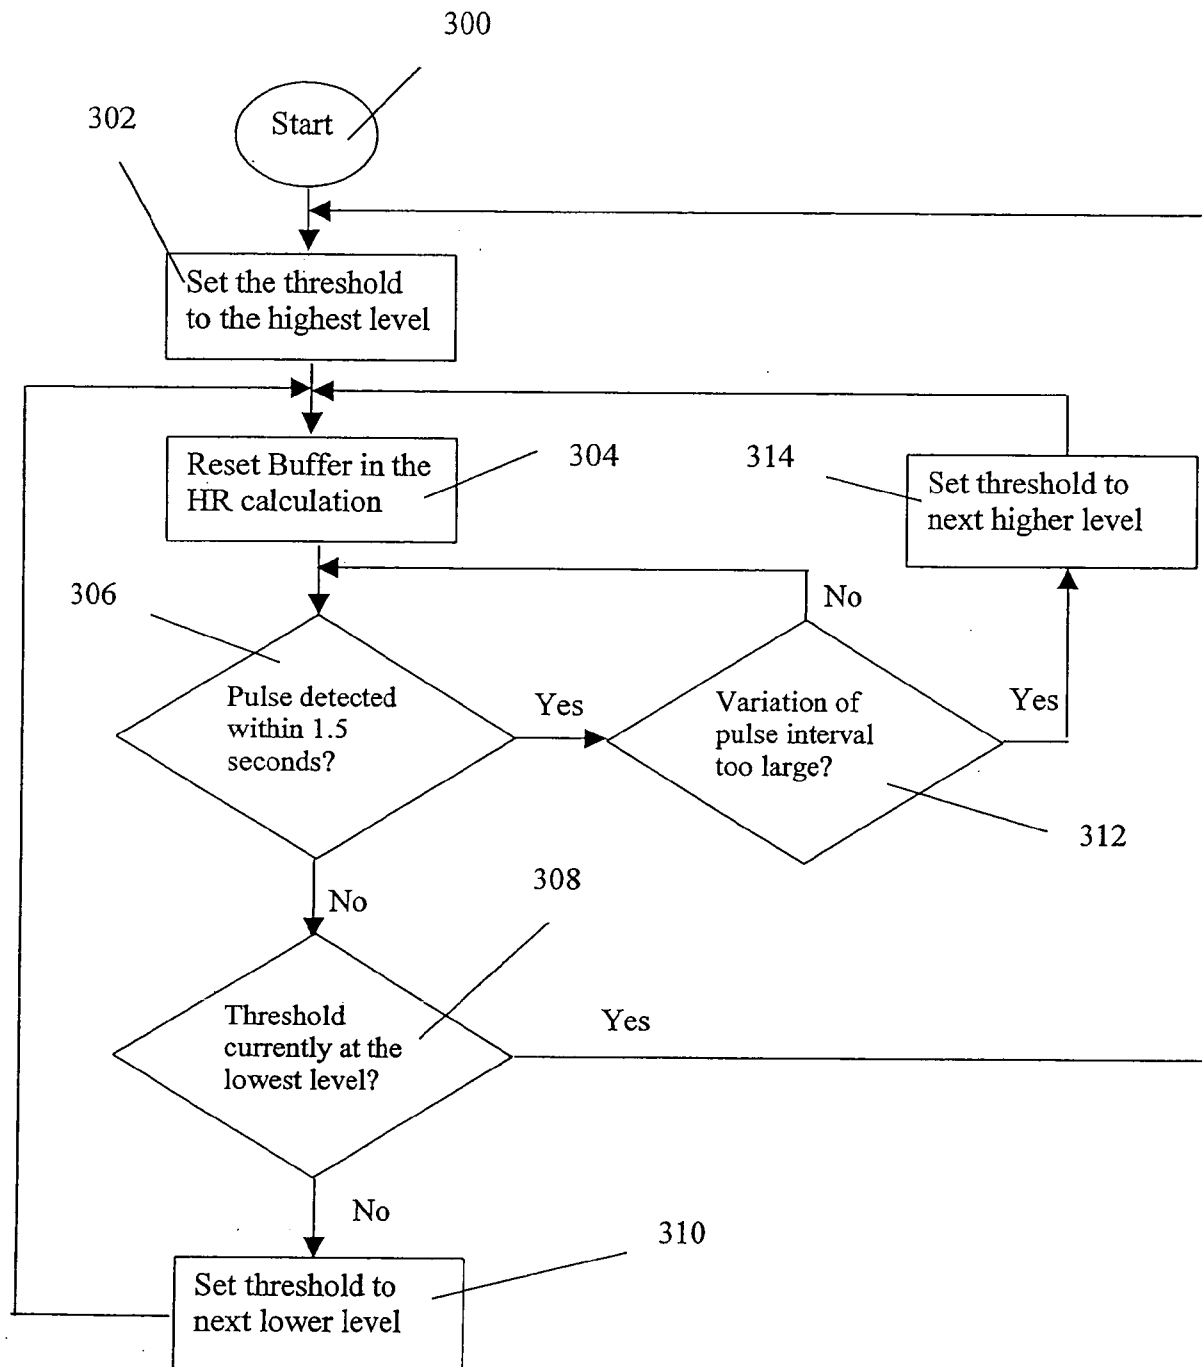 300
302
Start
Set the threshold
to the highest level
Reset Buffer in the
HR calculation
304
314
Set threshold to
next higher level
306
No
Pulse detected
within 1.5
seconds?
Yes
Variation of
pulse interval
too large?
Yes
312
308
No
Threshold
currently at the
lowest level?
Yes
No
310
Set threshold to
next lower level